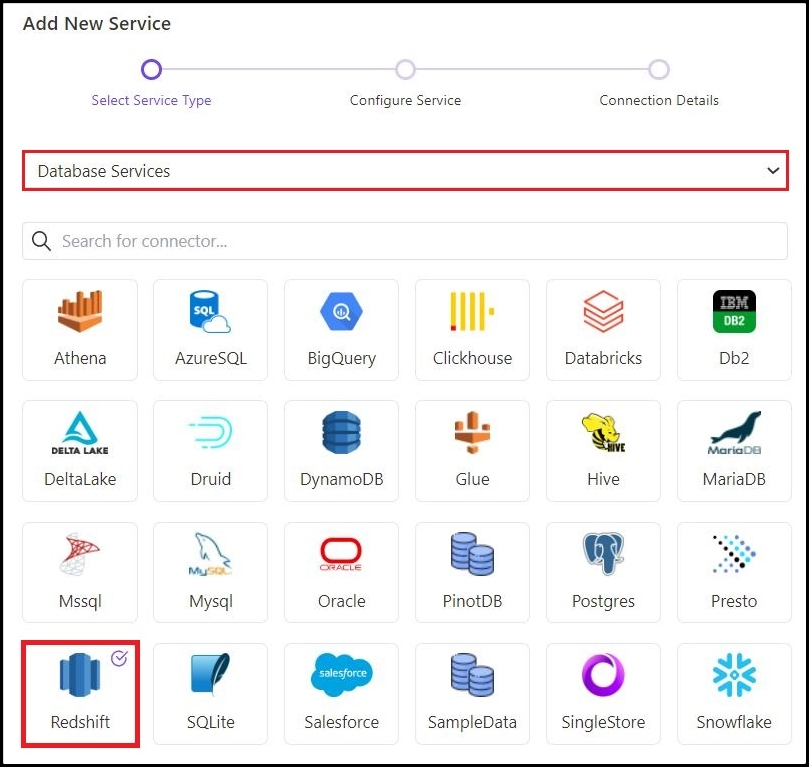 Add New Service
Select Service Type
Configure Service
Connection Details
Database Services
Search for connector...
SQL
IBM
DB2
Athena
AzureSQL
BigQuery
Clickhouse
Databricks
Db2
DELTA LAKE
HIVE
MariaDB
DeltaLake
Druid
DynamoDB
Glue
Hive
MariaDB
MySQL
ORACLE
Mssql
Mysql
Oracle
PinotDB
Postgres
Presto
salesforce
Redshift
SQLite
Salesforce
SampleData
SingleStore
Snowflake